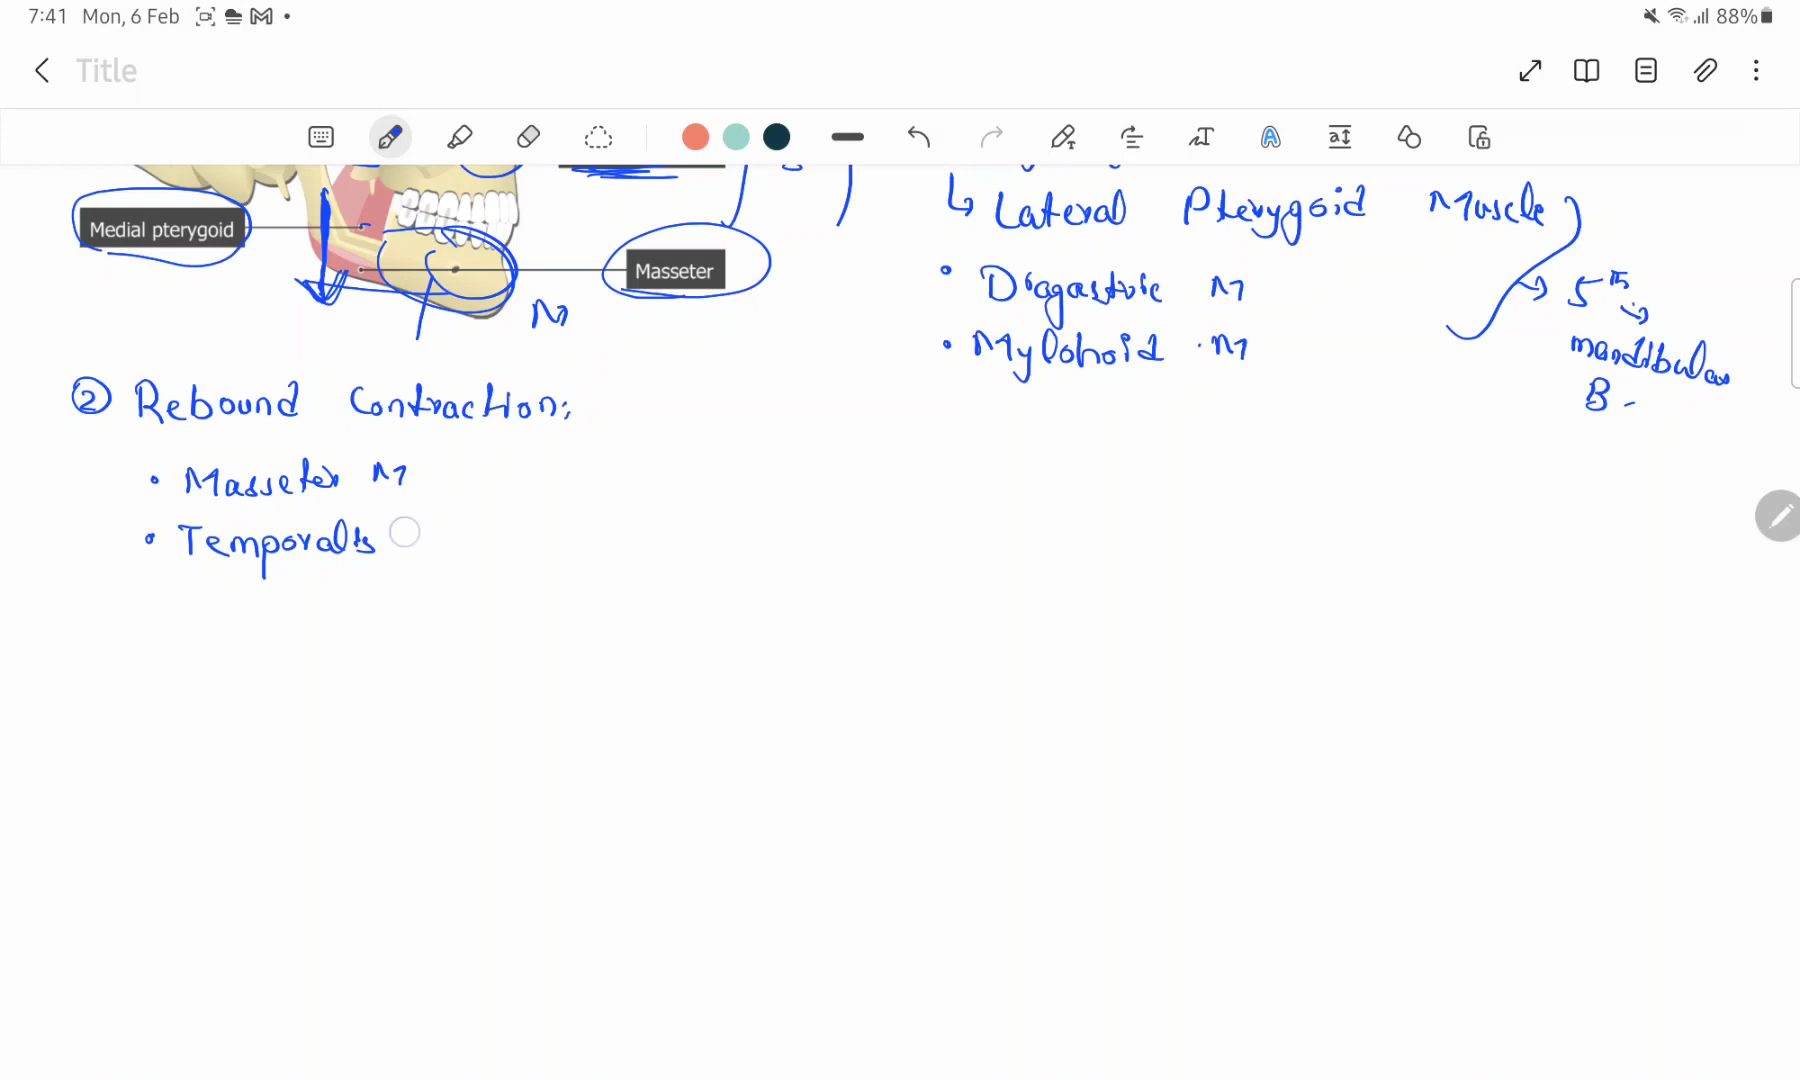 7:41 Mon, 6 Feb
88%
Title
Medial pterygoid
Masseter
M
Lateral Pterygoid Muscle
• Diagastric M
• Mylohoid · M
5th
mandibular
B -
② Rebound Contraction:
• Masseter M
• Temporalis